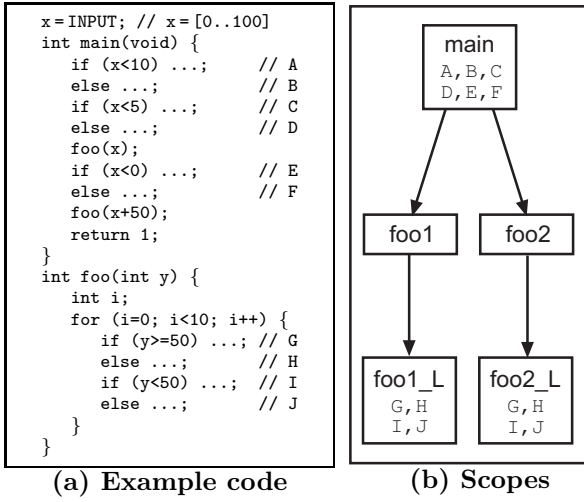 x = INPUT; // x = [0..100]
int main(void) {
if (x<10) ...; // A
else ...; // B
if (x<5) ...; // C
else ...; // D
foo(x);
if (x<0) ...; // E
else ...; // F
foo(x+50);
return 1;
}
int foo(int y) {
int i;
for (i=0; i<10; i++) {
if (y>=50) ...; // G
else ...; // H
if (y<50) ...; // I
else ...; // J
}
}
(a) Example code
main
A,B,C
D,E,F
foo1
foo2
foo1_L
G,H
I,J
foo2_L
G,H
I,J
(b) Scopes